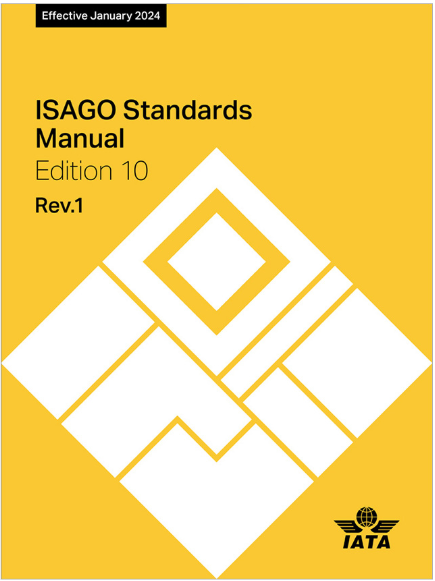 Effective January 2024
ISAGO Standards
Manual
Edition 10
Rev.1
IATA